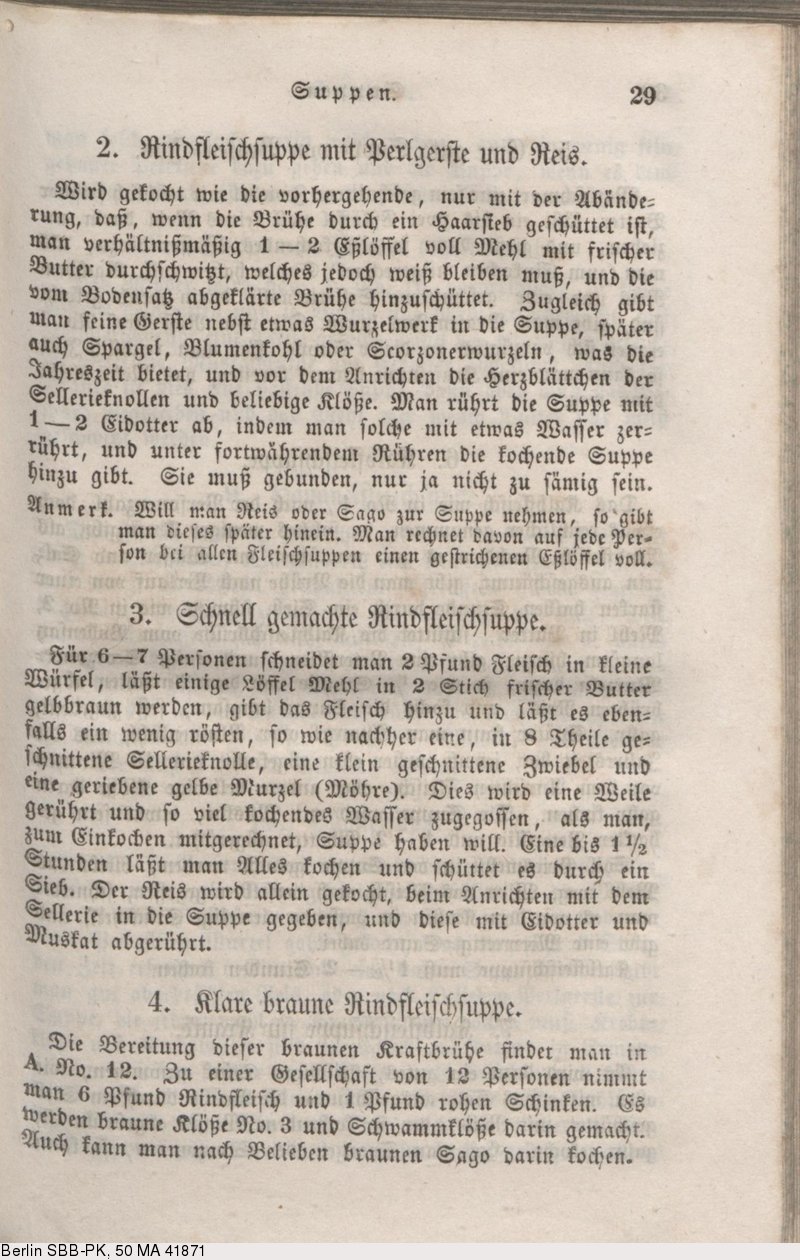 Suppen. 29
2. Rindfleischsuppe mit Perlgerste und Reis.
Wird gekocht wie die vorhergehende, nur mit der Abände-
rung, daß, wenn die Brühe durch ein Haarsieb geschüttet ist,
man verhältnißmäßig 1 — 2 Eßlöffel voll Mehl mit frischer
Butter durchschwitzt, welches jedoch weiß bleiben muß, und die
vom Bodensatz abgeklärte Brühe hinzuschüttet. Zugleich gibt
man feine Gerste nebst etwas Wurzelwerk in die Suppe, später
auch Spargel, Blumenkohl oder Scorzonerwurzeln, was die
Jahreszeit bietet, und vor dem Anrichten die Herzblättchen der
Sellerieknollen und beliebige Klöße. Man rührt die Suppe mit
1 — 2 Eidotter ab, indem man solche mit etwas Wasser zer-
rührt, und unter fortwährendem Rühren die kochende Suppe
hinzu gibt. Sie muß gebunden, nur ja nicht zu sämig sein.
Anmerk. Will man Reis oder Sago zur Suppe nehmen, so gibt
man dieses später hinein. Man rechnet davon auf jede Per-
son bei allen Fleischsuppen einen gestrichenen Eßlöffel voll.
3. Schnell gemachte Rindfleischsuppe.
Für 6—7 Personen schneidet man 2 Pfund Fleisch in kleine
Würfel, läßt einige Löffel Mehl in 2 Stich frischer Butter
gelbbraun werden, gibt das Fleisch hinzu und läßt es eben-
falls ein wenig rösten, so wie nachher eine, in 8 Theile ge-
schnittene Sellerieknolle, eine klein geschnittene Zwiebel und
eine geriebene gelbe Murzel (Möhre). Dies wird eine Weile
gerührt und so viel kochendes Wasser zugegossen, als man,
zum Einkochen mitgerechnet, Suppe haben will. Eine bis 1½
Stunden läßt man Alles kochen und schüttet es durch ein
Sieb. Der Reis wird allein gekocht, beim Anrichten mit dem
Sellerie in die Suppe gegeben, und diese mit Eidotter und
Muskat abgerührt.
4. Klare braune Rindfleischsuppe.
Die Bereitung dieser braunen Kraftbrühe findet man in
A. No. 12. Zu einer Gesellschaft von 12 Personen nimmt
man 6 Pfund Rindfleisch und 1 Pfund rohen Schinken. Es
werden braune Klöße No. 3 und Schwammklöße darin gemacht.
Auch kann man nach Belieben braunen Sago darin kochen.
Berlin SBB-PK, 50 MA 41871